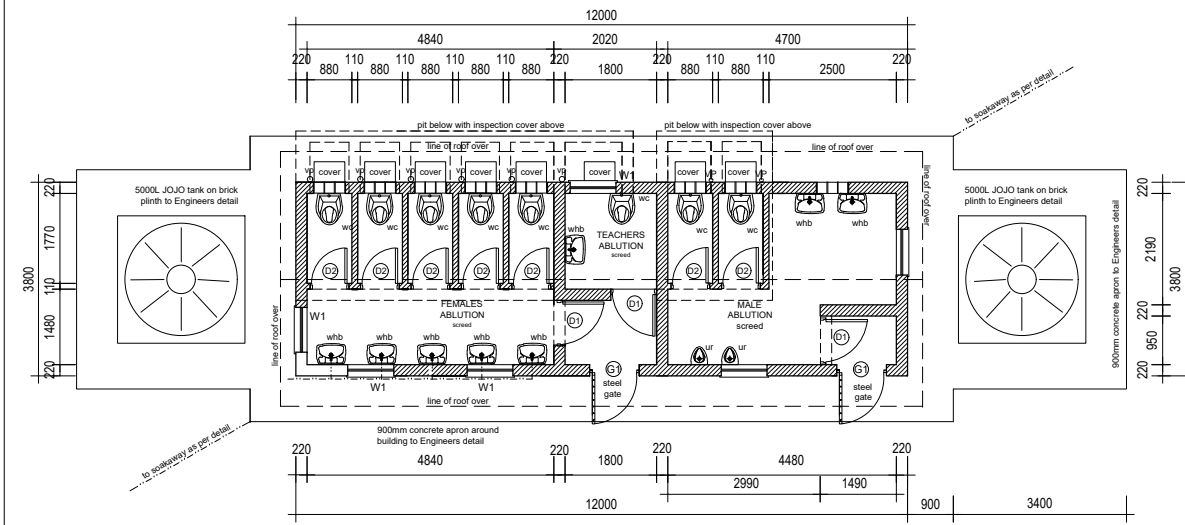 12000
4840 2020 4700
220 110 110 110 110 220 220 110 110 220
880 880 880 880 880 1800 880 880 2500
to soakaway as per detail
pit below with inspection cover above pit below with inspection cover above
line of roof over line of roof over
vp cover cover cover cover cover vp cover vp W1 cover vp cover vp
5000L JOJO tank on brick
plinth to Engineers detail
wc wc wc wc wc wc wc wc
whb whb whb
TEACHERS
ABLUTION
screed
line of roof over
5000L JOJO tank on brick
plinth to Engineers detail
D2 D2 D2 D2 D2 D2 D2
FEMALES
ABLUTION
screed
MALE
ABLUTION
screed
D1 D1 D1
W1
whb whb whb whb whb
ur ur
G1
steel
gate
G1
steel
gate
W1 W1
line of roof over
line of roof over
900mm concrete apron around
building to Engineers detail
to soakaway as per detail
900mm concrete apron to Engineers detail
3800
220 1480 110 1770 220
220 950 220 2190 220
3800
220 220 220 220 220
4840 1800 4480
2990 1490
12000 900 3400